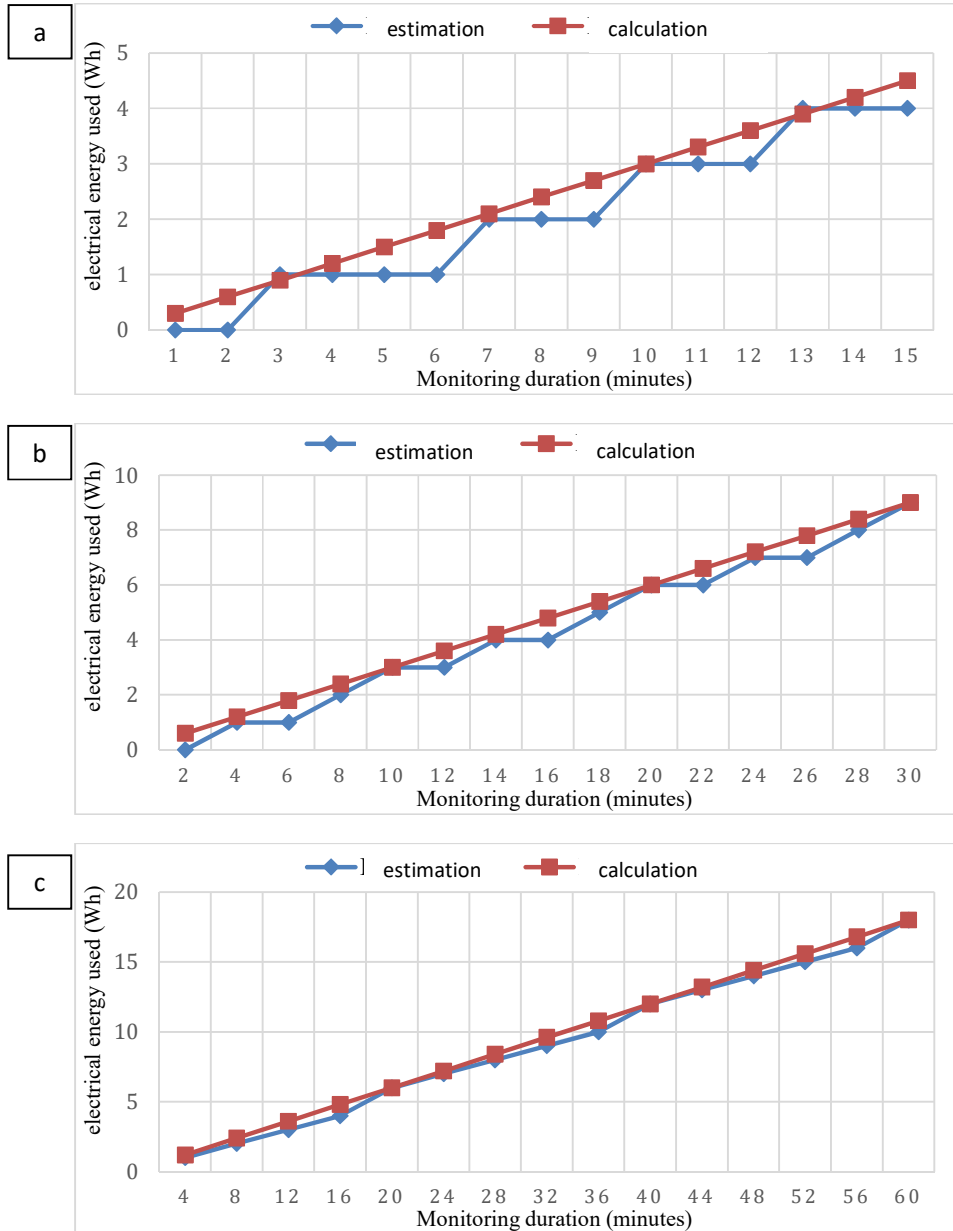 a
estimation calculation
electrical energy used (Wh)
5
4
3
2
1
0
1 2 3 4 5 6 7 8 9 10 11 12 13 14 15
Monitoring duration (minutes)
b
estimation calculation
electrical energy used (Wh)
10
8
6
4
2
0
2 4 6 8 10 12 14 16 18 20 22 24 26 28 30
Monitoring duration (minutes)
c
estimation calculation
electrical energy used (Wh)
20
15
10
5
0
4 8 12 16 20 24 28 32 36 40 44 48 52 56 60
Monitoring duration (minutes)